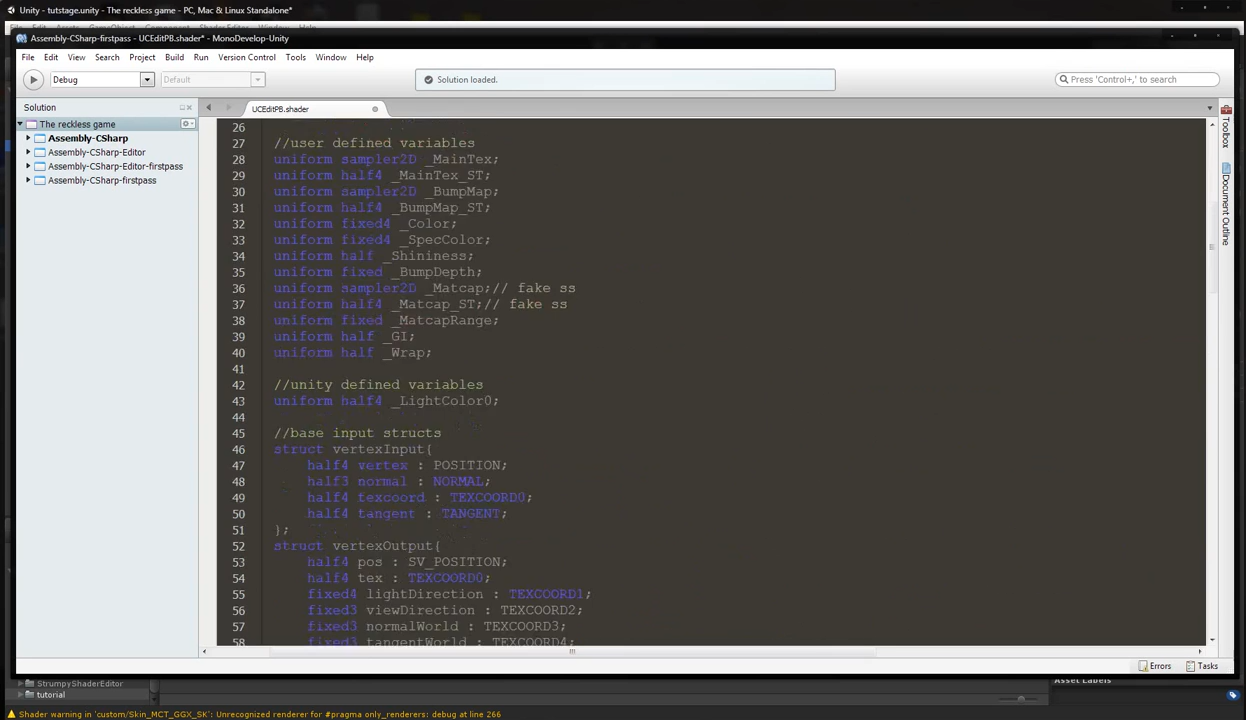 Unity - tutstage.unity - The reckless game - PC, Mac & Linux Standalone*
Assembly-CSharp-firstpass - UCEditPB.shader* - MonoDevelop-Unity
File Edit View Search Project Build Run Version Control Tools Window Help
Debug Default Solution loaded. Press 'Control+,' to search
Solution
The reckless game
Assembly-CSharp
Assembly-CSharp-Editor
Assembly-CSharp-Editor-firstpass
Assembly-CSharp-firstpass
UCEditPB.shader
26
27 //user defined variables
28 uniform sampler2D _MainTex;
29 uniform half4 _MainTex_ST;
30 uniform sampler2D _BumpMap;
31 uniform half4 _BumpMap_ST;
32 uniform fixed4 _Color;
33 uniform fixed4 _SpecColor;
34 uniform half _Shininess;
35 uniform fixed _BumpDepth;
36 uniform sampler2D _Matcap;// fake ss
37 uniform half4 _Matcap_ST;// fake ss
38 uniform fixed _MatcapRange;
39 uniform half _GI;
40 uniform half _Wrap;
41
42 //unity defined variables
43 uniform half4 _LightColor0;
44
45 //base input structs
46 struct vertexInput{
47 half4 vertex : POSITION;
48 half3 normal : NORMAL;
49 half4 texcoord : TEXCOORD0;
50 half4 tangent : TANGENT;
51 };
52 struct vertexOutput{
53 half4 pos : SV_POSITION;
54 half4 tex : TEXCOORD0;
55 fixed4 lightDirection : TEXCOORD1;
56 fixed3 viewDirection : TEXCOORD2;
57 fixed3 normalWorld : TEXCOORD3;
58 fixed3 tangentWorld : TEXCOORD4;
Toolbox
Document Outline
Errors Tasks
StrumpyShaderEditor
tutorial
Asset Labels
Shader warning in 'custom/Skin_MCT_GGX_SK': Unrecognized renderer for #pragma only_renderers: debug at line 266